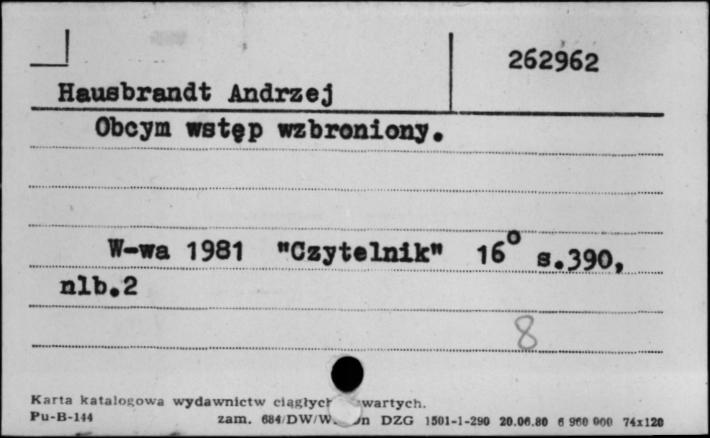 262962
Hausbrandt Andrzej
Obcym wstęp wzbroniony.
W-wa 1981 "Czytelnik" 16° s.390,
nlb.2
8
Karta katalogowa wydawnictw ciągłych
Pu-B-144 zam. 684/DW/W. DZG 1501-1-290 20.06.80 6 960 000 74x120